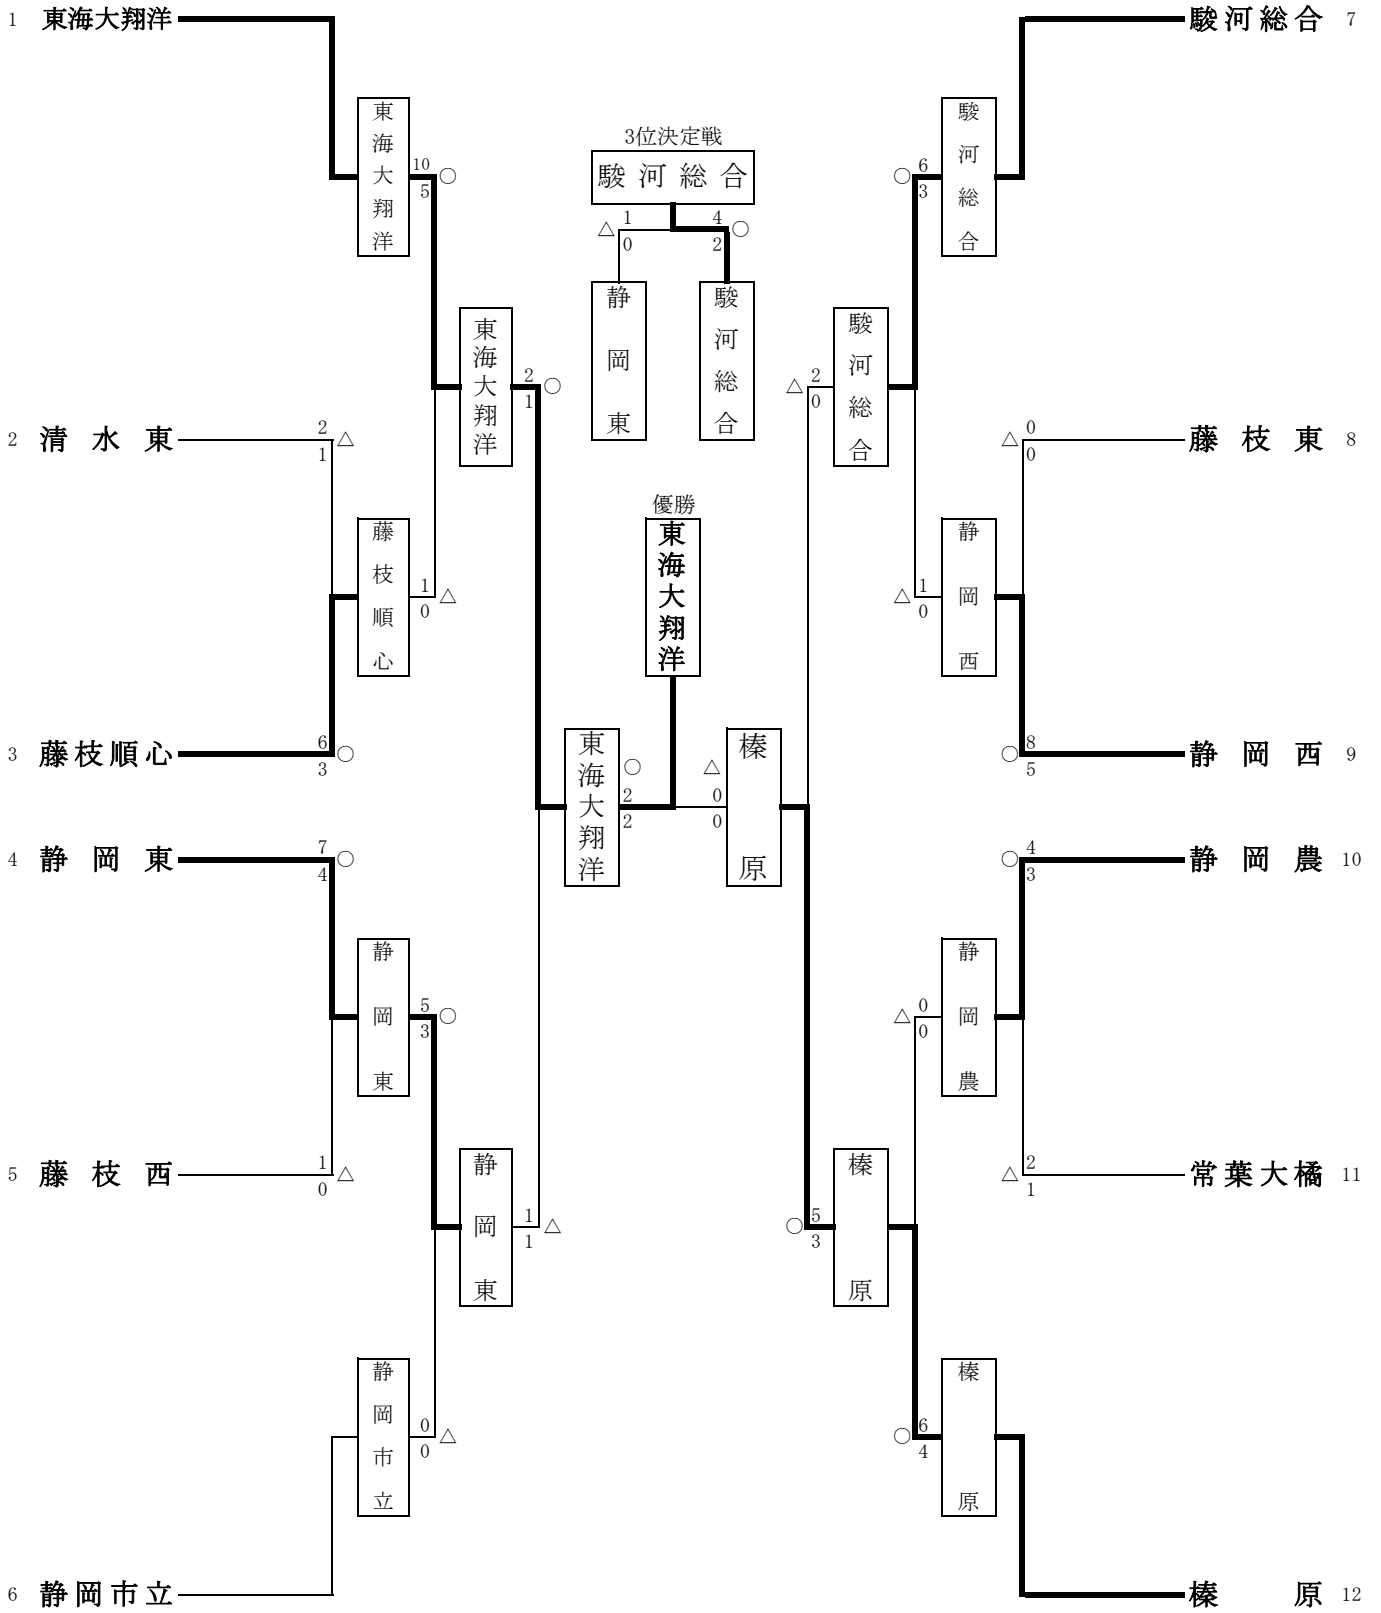 1 東海大翔洋
2 清水東
3 藤枝順心
4 静岡東
5 藤枝西
6 静岡市立
2
1 △
6
3 ○
7
4 ○
1
0 △
東海大翔洋
藤枝順心
静岡東
静岡市立
10
5 ○
1
0 △
5
3 ○
0
0 △
東海大翔洋
静岡東
2
1 ○
1
1 △
東海大翔洋
○
2
2
3位決定戦
駿河総合
△ 1
0
4
2 ○
静岡東
駿河総合
優勝
東海大翔洋
△
0
0
榛原
△ 2
0
○ 5
3
駿河総合
榛原
○ 6
3
△ 1
0
△ 0
0
○ 6
4
駿河総合
静岡西
静岡農
榛原
△ 0
0
○ 8
5
○ 4
3
△ 2
1
駿河総合 7
藤枝東 8
静岡西 9
静岡農 10
常葉大橘 11
榛原 12